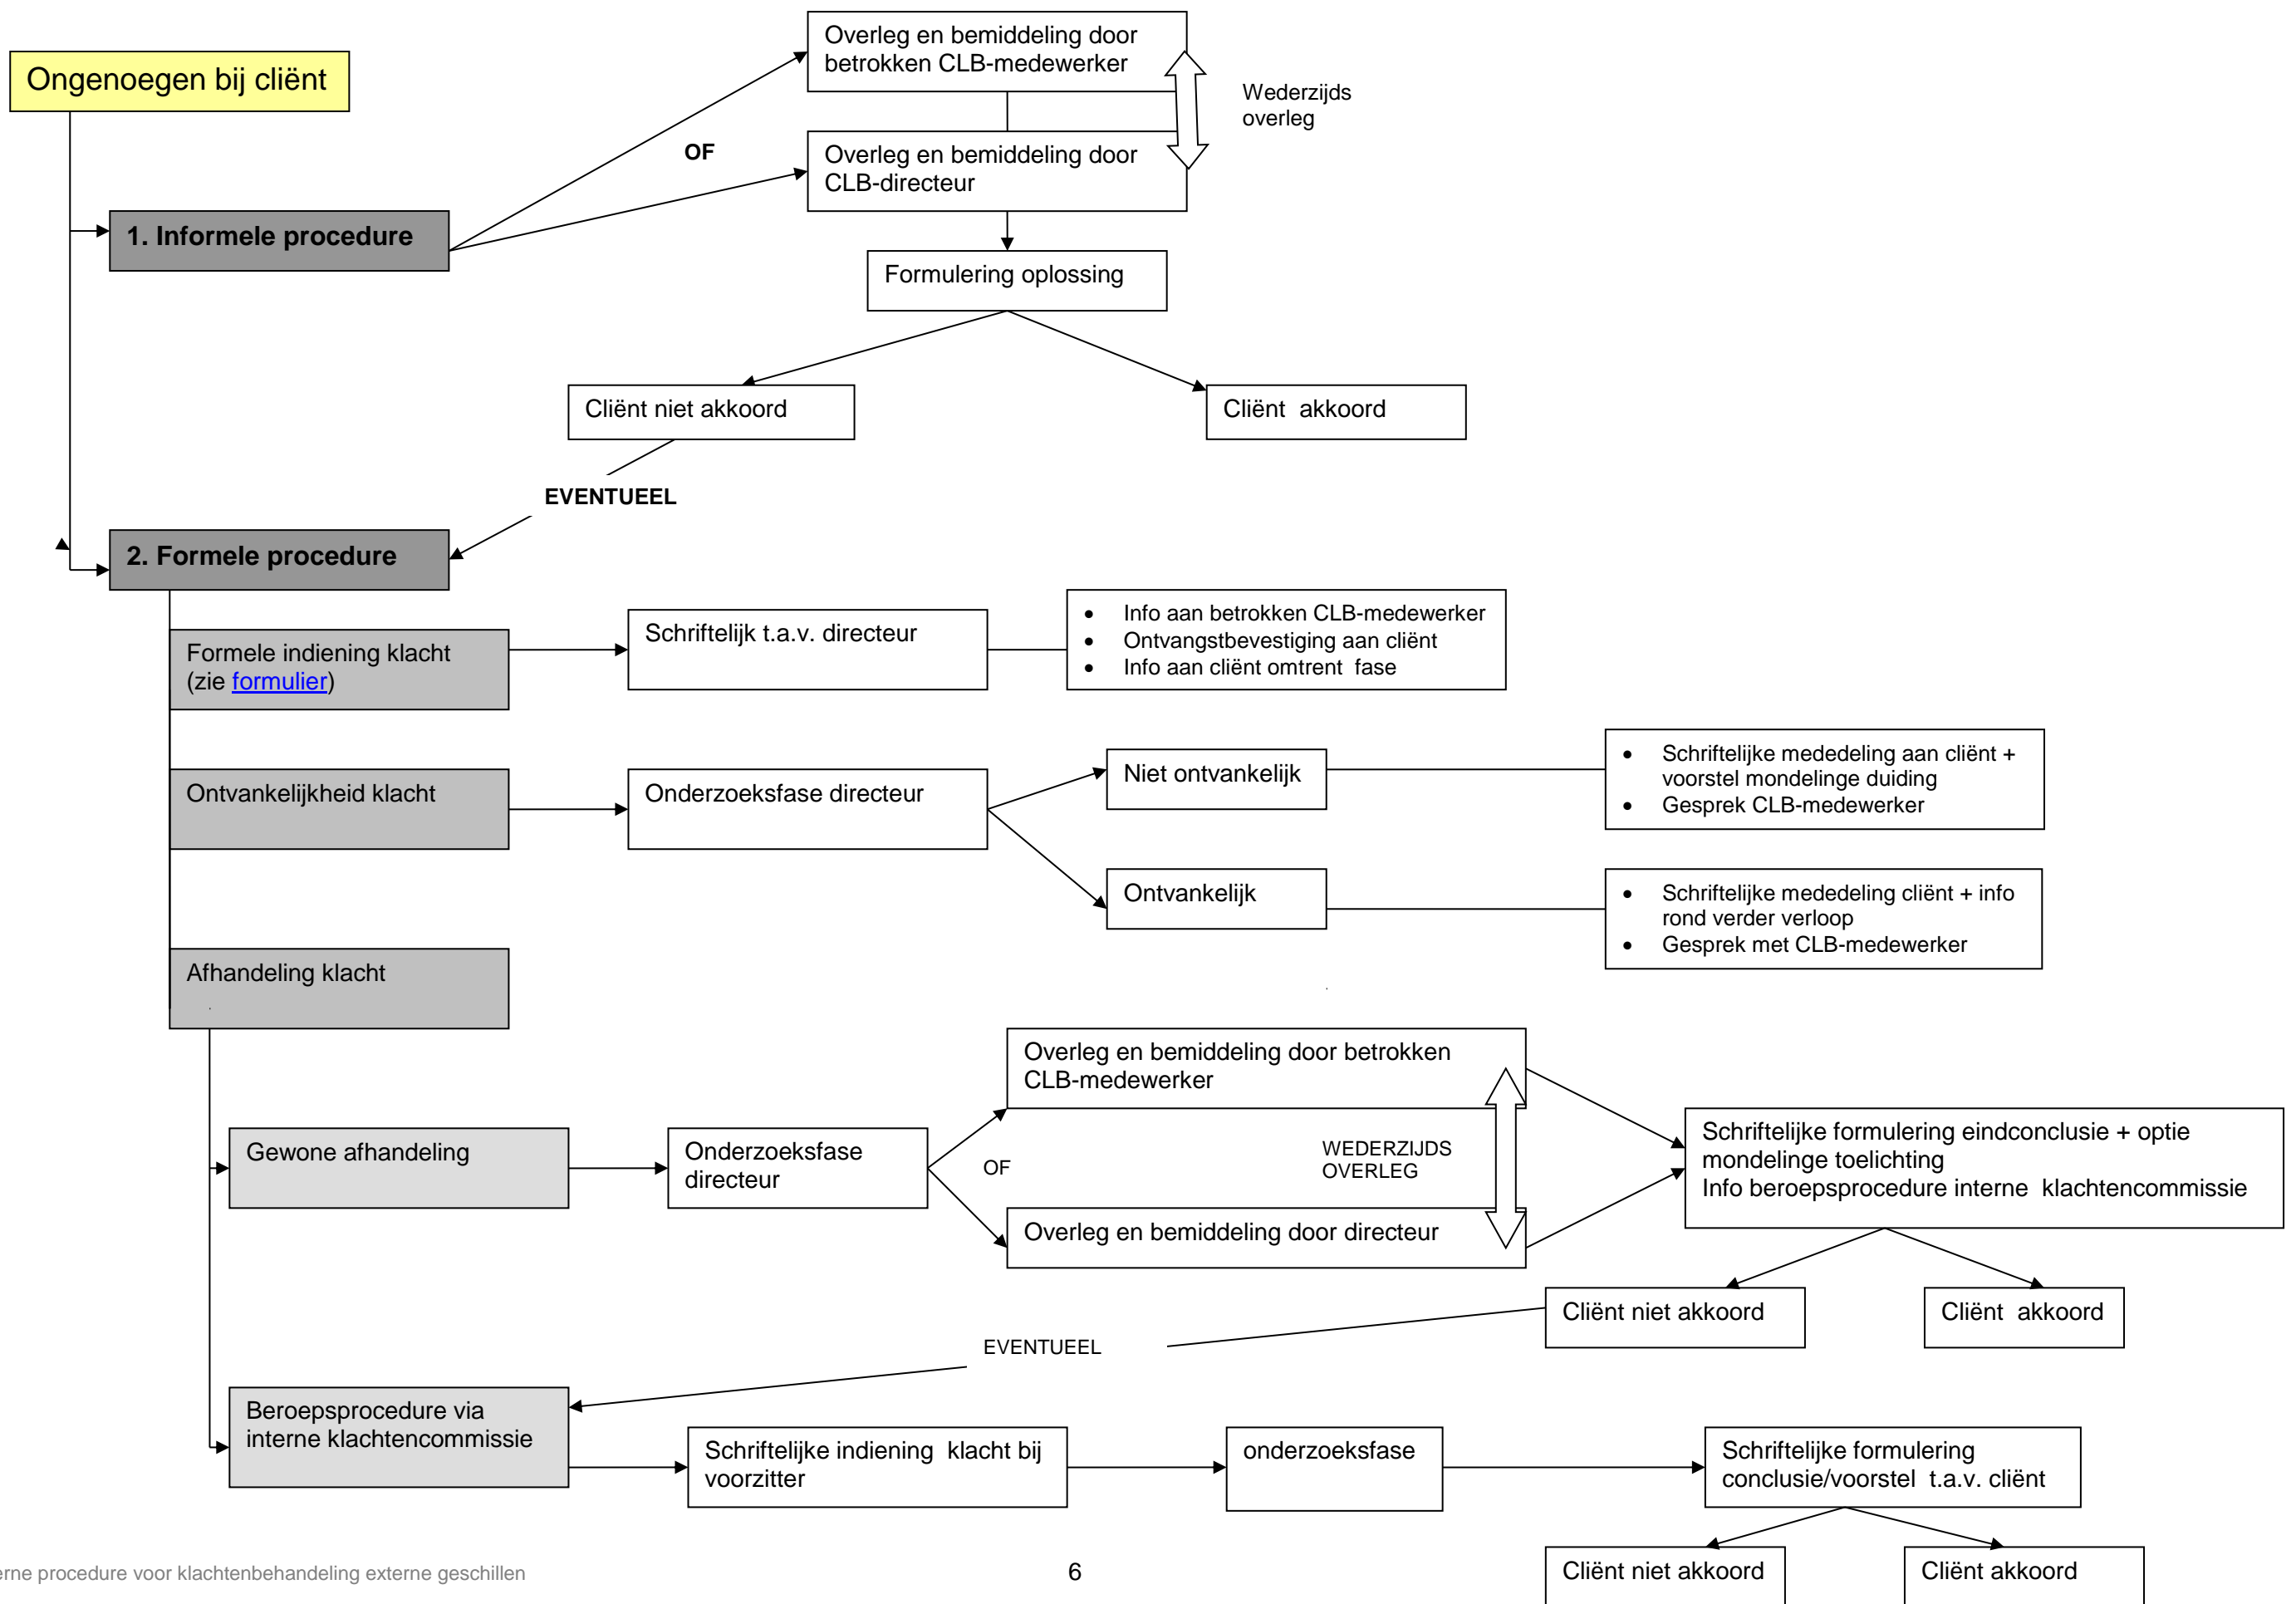 Ongenoegen bij cliënt
Overleg en bemiddeling door
betrokken CLB-medewerker
Wederzijds
overleg
OF
Overleg en bemiddeling door
CLB-directeur
1. Informele procedure
Formulering oplossing
Cliënt niet akkoord
Cliënt  akkoord
EVENTUEEL
2. Formele procedure
Formele indiening klacht
(zie formulier)
Schriftelijk t.a.v. directeur
• Info aan betrokken CLB-medewerker
• Ontvangstbevestiging aan cliënt
• Info aan cliënt omtrent  fase
Ontvankelijkheid klacht
Onderzoeksfase directeur
Niet ontvankelijk
• Schriftelijke mededeling aan cliënt +
voorstel mondelinge duiding
• Gesprek CLB-medewerker
Ontvankelijk
• Schriftelijke mededeling cliënt + info
rond verder verloop
• Gesprek met CLB-medewerker
Afhandeling klacht
Gewone afhandeling
Onderzoeksfase
directeur
OF
Overleg en bemiddeling door betrokken
CLB-medewerker
WEDERZIJDS
OVERLEG
Overleg en bemiddeling door directeur
Schriftelijke formulering eindconclusie + optie
mondelinge toelichting
Info beroepsprocedure interne  klachtencommissie
Cliënt niet akkoord
Cliënt  akkoord
EVENTUEEL
Beroepsprocedure via
interne klachtencommissie
Schriftelijke indiening  klacht bij
voorzitter
onderzoeksfase
Schriftelijke formulering
conclusie/voorstel  t.a.v. cliënt
Cliënt niet akkoord
Cliënt akkoord
erne procedure voor klachtenbehandeling externe geschillen
6